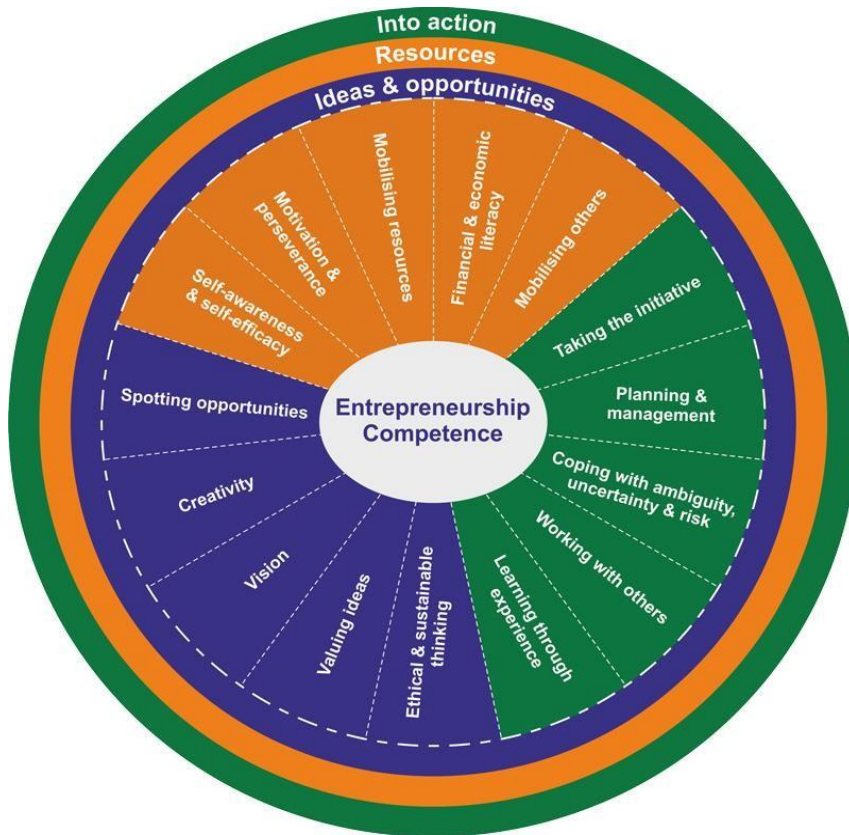 Into action
Resources
Ideas & opportunities
Self-awareness
& self-efficacy
Motivation &
perseverance
Mobilising resources
Financial & economic
literacy
Mobilising others
Taking the initiative
Planning &
management
Coping with ambiguity,
uncertainty & risk
Working with others
Learning through
experience
Ethical & sustainable
thinking
Valuing ideas
Vision
Creativity
Spotting opportunities
Entrepreneurship
Competence